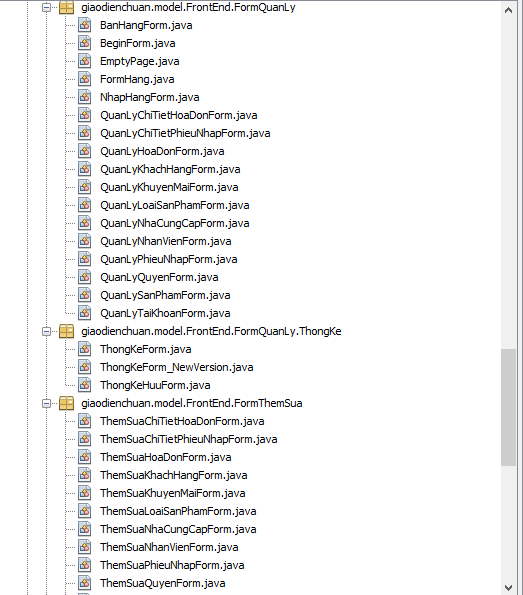 giaodienchuan.model.FrontEnd.FormQuanLy
BanHangForm.java
BeginForm.java
EmptyPage.java
FormHang.java
NhapHangForm.java
QuanLyChiTietHoaDonForm.java
QuanLyChiTietPhieuNhapForm.java
QuanLyHoaDonForm.java
QuanLyKhachHangForm.java
QuanLyKhuyenMaiForm.java
QuanLyLoaiSanPhamForm.java
QuanLyNhaCungCapForm.java
QuanLyNhanVienForm.java
QuanLyPhieuNhapForm.java
QuanLyQuyenForm.java
QuanLySanPhamForm.java
QuanLyTaiKhoanForm.java
giaodienchuan.model.FrontEnd.FormQuanLy.ThongKe
ThongKeForm.java
ThongKeForm_NewVersion.java
ThongKeHuuForm.java
giaodienchuan.model.FrontEnd.FormThemSua
ThemSuaChiTietHoaDonForm.java
ThemSuaChiTietPhieuNhapForm.java
ThemSuaHoaDonForm.java
ThemSuaKhachHangForm.java
ThemSuaKhuyenMaiForm.java
ThemSuaLoaiSanPhamForm.java
ThemSuaNhaCungCapForm.java
ThemSuaNhanVienForm.java
ThemSuaPhieuNhapForm.java
ThemSuaQuyenForm.java